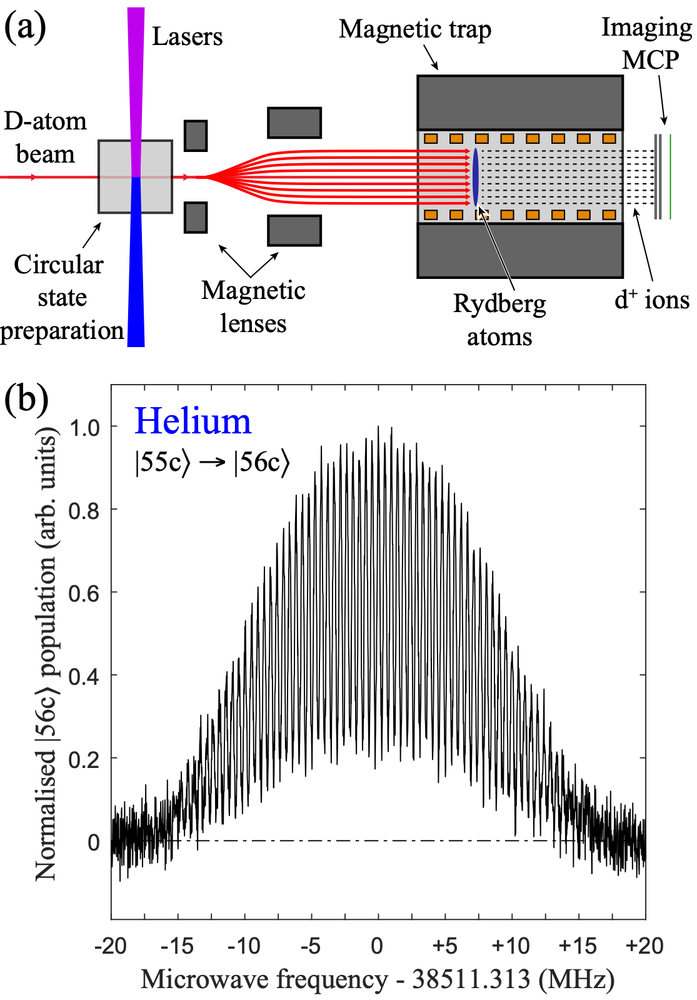 (a)
Lasers
Magnetic trap
Imaging
MCP
D-atom
beam
Circular
state
preparation
Magnetic
lenses
Rydberg
atoms
d⁺ ions
(b)
Helium
|55c⟩ → |56c⟩
Normalised |56c⟩ population (arb. units)
1.0
0.8
0.6
0.4
0.2
0
-20 -15 -10 -5 0 +5 +10 +15 +20
Microwave frequency - 38511.313 (MHz)